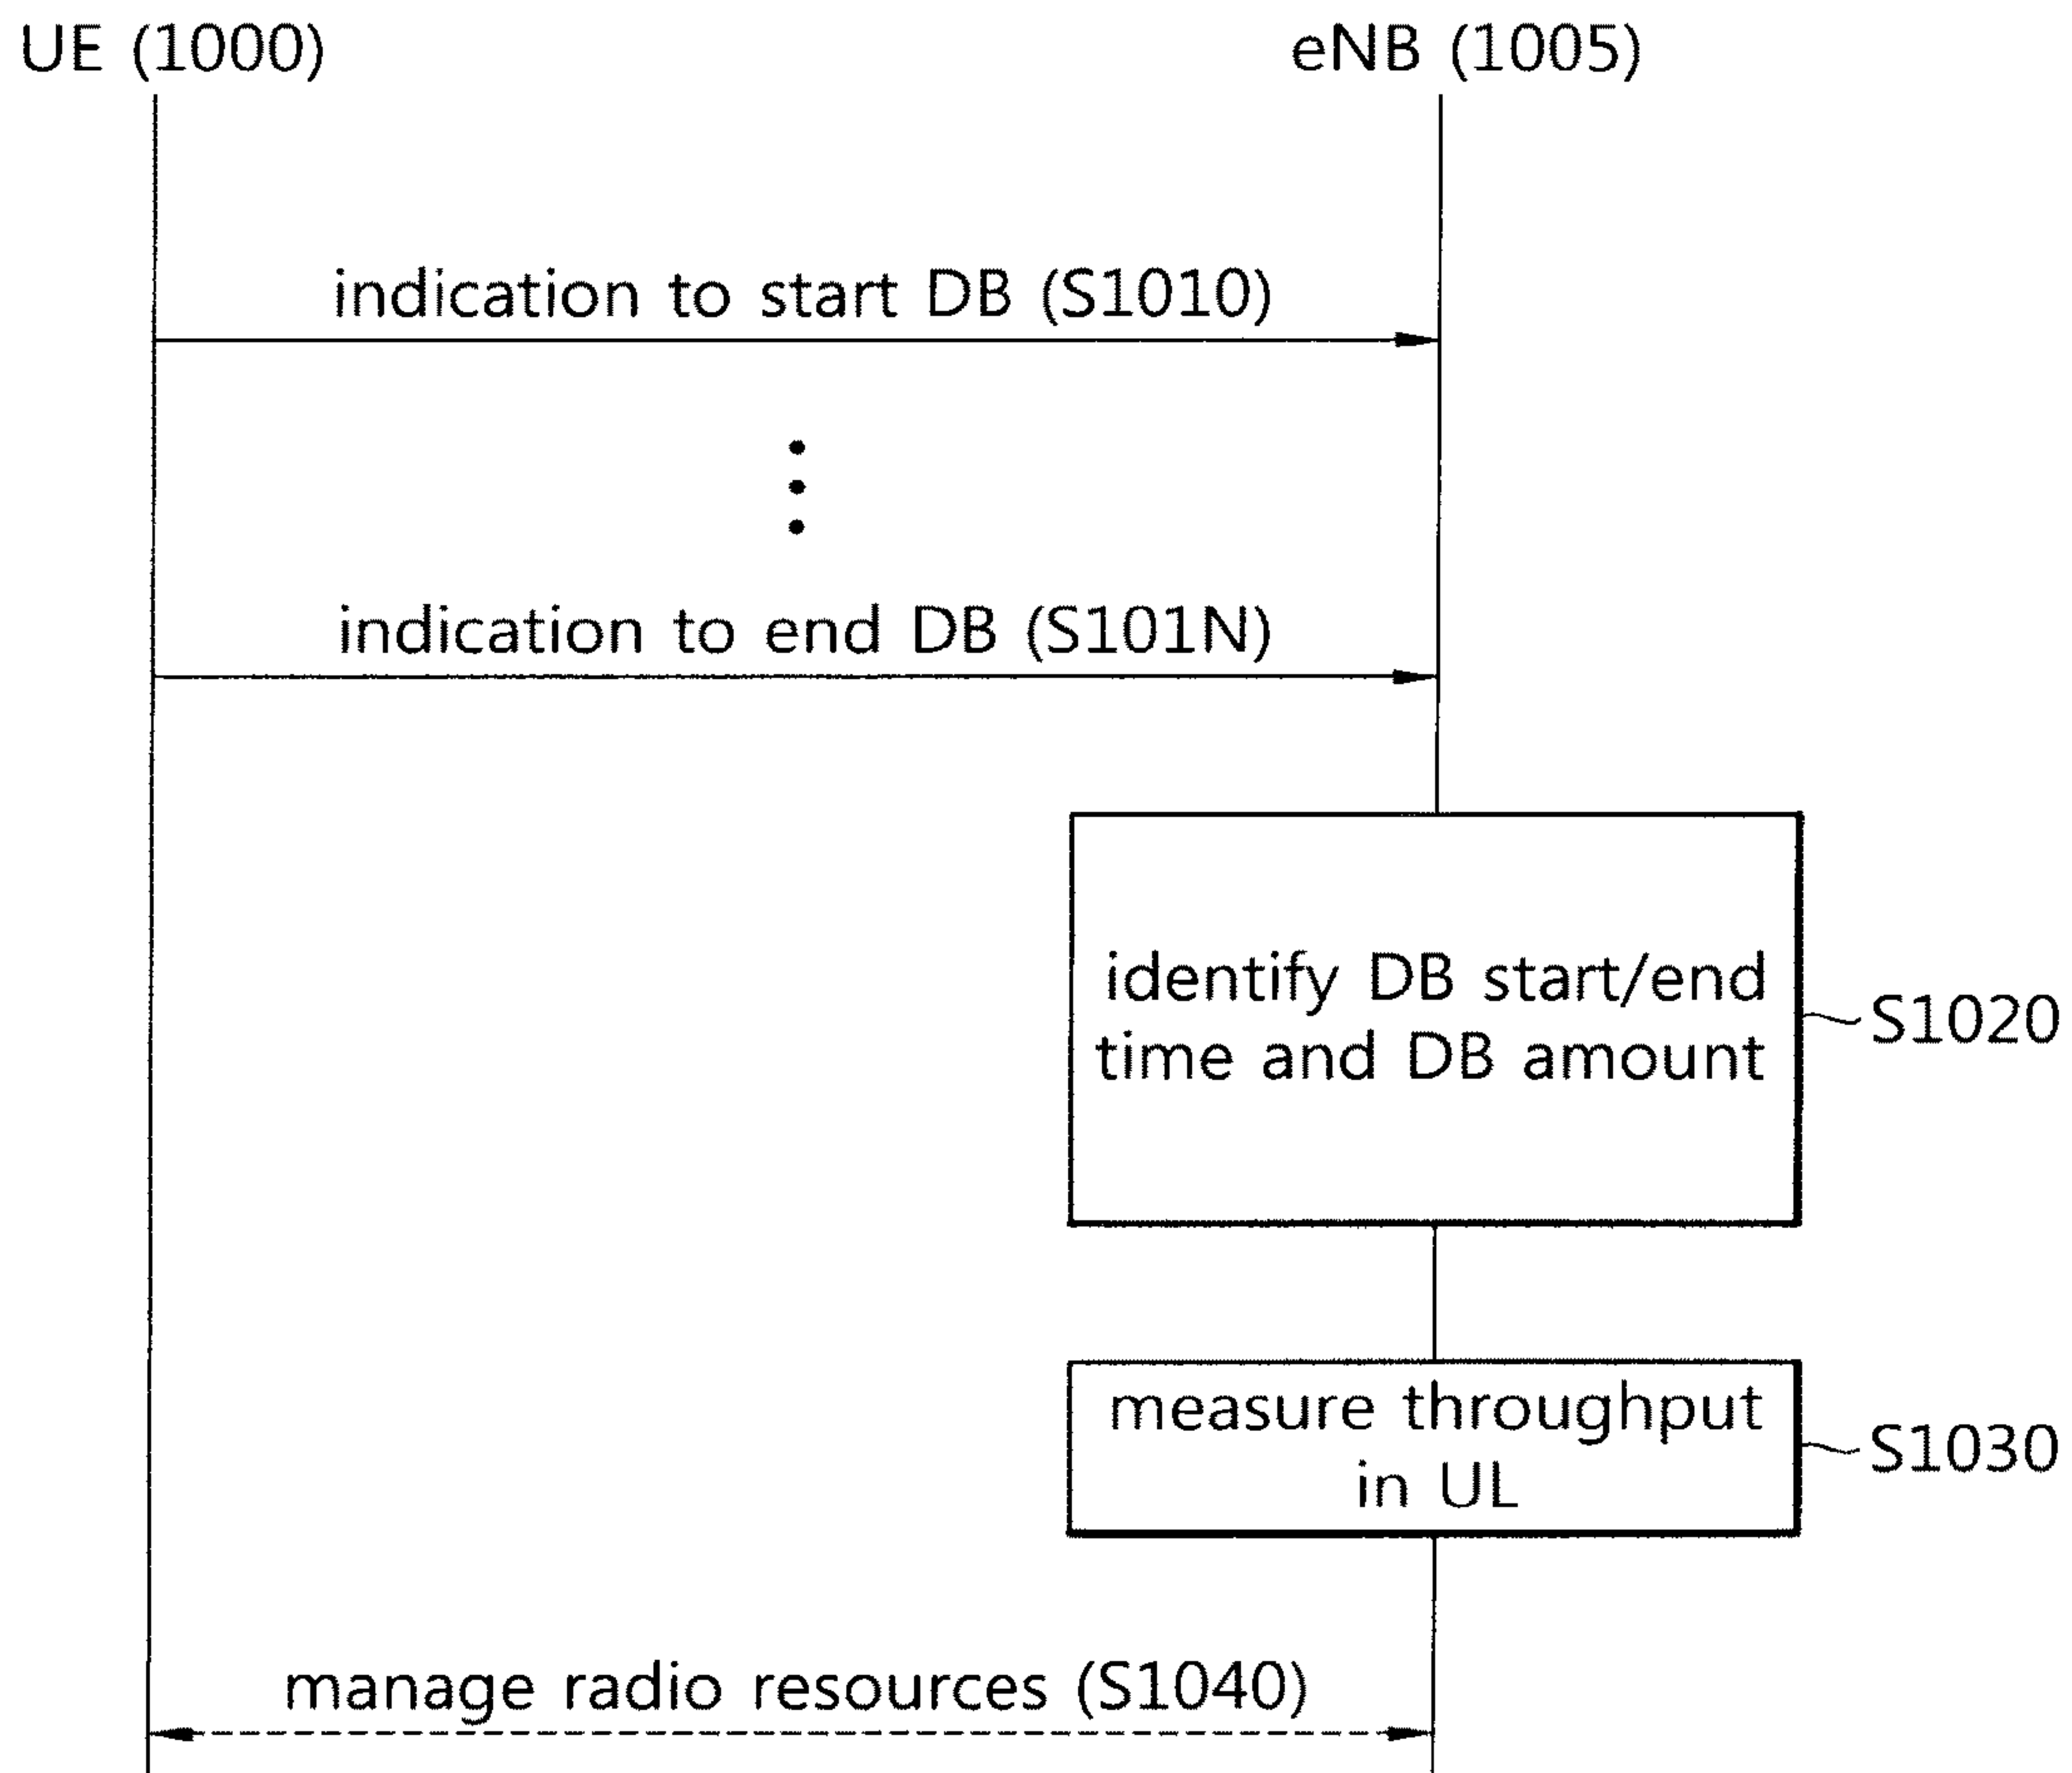 UE (1000)
eNB (1005)
indication to start DB (S1010)
indication to end DB (S101N)
identify DB start/end
time and DB amount
S1020
measure throughput
in UL
S1030
manage radio resources (S1040)